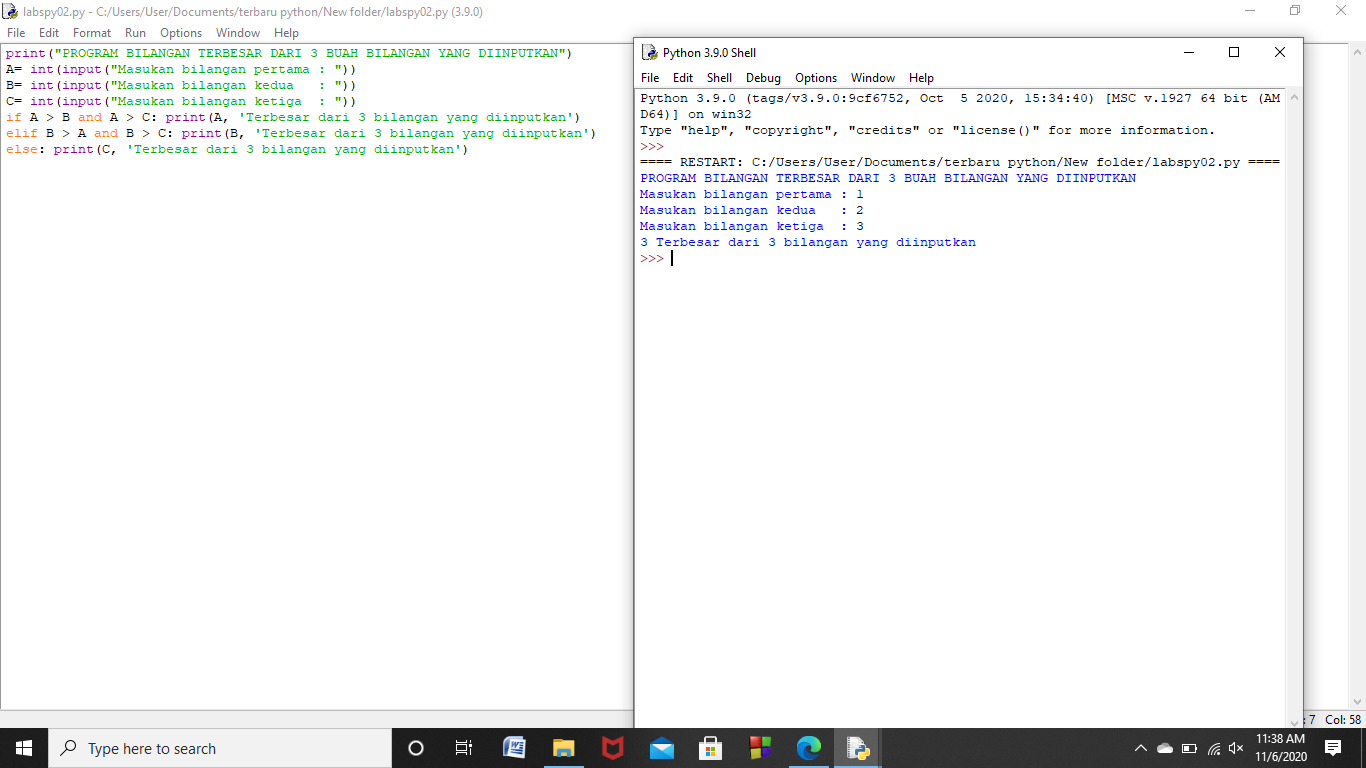 labspy02.py - C:/Users/User/Documents/terbaru python/New folder/labspy02.py (3.9.0)
File Edit Format Run Options Window Help
print("PROGRAM BILANGAN TERBESAR DARI 3 BUAH BILANGAN YANG DIINPUTKAN")
A= int(input("Masukan bilangan pertama : "))
B= int(input("Masukan bilangan kedua   : "))
C= int(input("Masukan bilangan ketiga  : "))
if A > B and A > C: print(A, 'Terbesar dari 3 bilangan yang diinputkan')
elif B > A and B > C: print(B, 'Terbesar dari 3 bilangan yang diinputkan')
else: print(C, 'Terbesar dari 3 bilangan yang diinputkan')
Python 3.9.0 Shell
File Edit Shell Debug Options Window Help
Python 3.9.0 (tags/v3.9.0:9cf6752, Oct  5 2020, 15:34:40) [MSC v.1927 64 bit (AM
D64)] on win32
Type "help", "copyright", "credits" or "license()" for more information.
>>>
==== RESTART: C:/Users/User/Documents/terbaru python/New folder/labspy02.py ====
PROGRAM BILANGAN TERBESAR DARI 3 BUAH BILANGAN YANG DIINPUTKAN
Masukan bilangan pertama : 1
Masukan bilangan kedua   : 2
Masukan bilangan ketiga  : 3
3 Terbesar dari 3 bilangan yang diinputkan
>>>
: 7 Col: 58
Type here to search
11:38 AM
11/6/2020